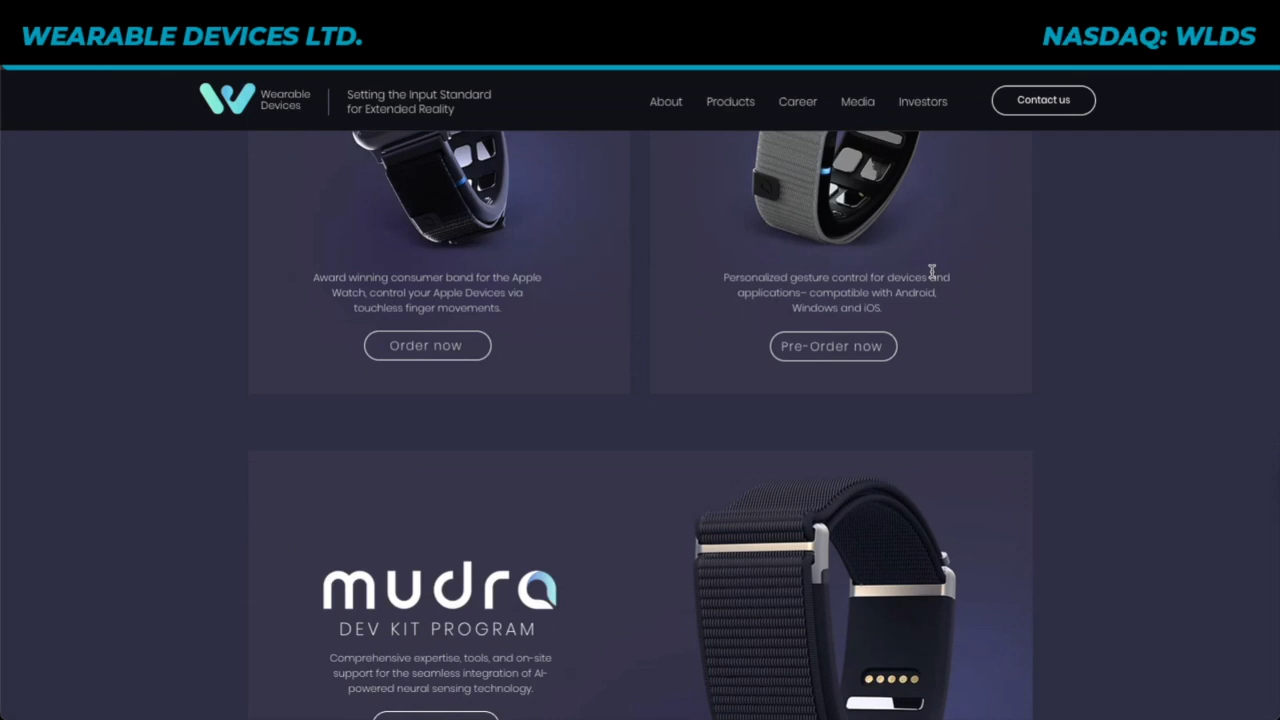 WEARABLE DEVICES LTD.
NASDAQ: WLDS
Wearable
Devices
Setting the Input Standard
for Extended Reality
About
Products
Career
Media
Investors
Contact us
Award winning consumer band for the Apple
Watch, control your Apple Devices via
touchless finger movements.
Order now
Personalized gesture control for devices and
applications- compatible with Android,
Windows and iOS.
Pre-Order now
mudra
DEV KIT PROGRAM
Comprehensive expertise, tools, and on-site
support for the seamless integration of AI-
powered neural sensing technology.